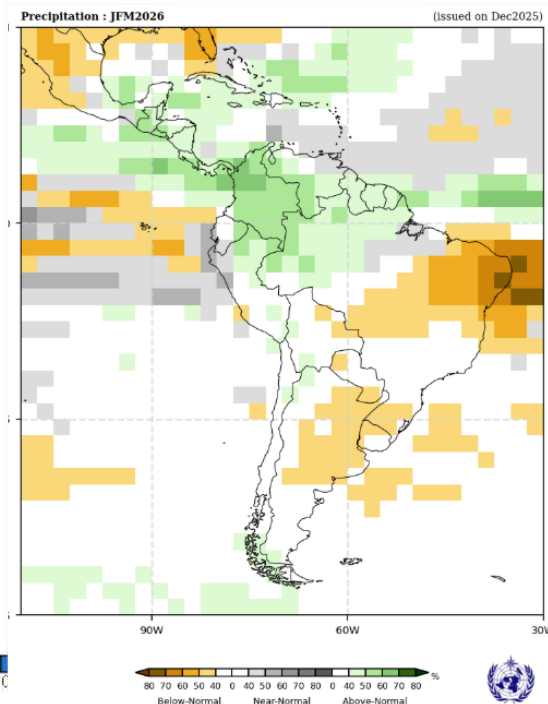 Precipitation : JFM2026 (issued on Dec2025)
90W 60W 30W
80 70 60 50 40 0 40 50 60 70 80 0 40 50 60 70 80 %
Below-Normal Near-Normal Above-Normal